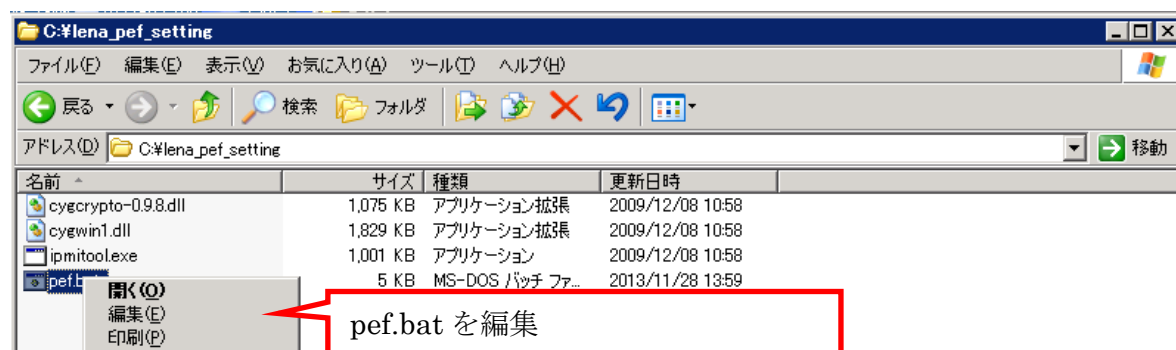 C:¥lena_pef_setting
ファイル(F) 編集(E) 表示(V) お気に入り(A) ツール(T) ヘルプ(H)
戻る 検索 フォルダ
アドレス(D) C:¥lena_pef_setting 移動
名前 サイズ 種類 更新日時
cygcrypto-0.9.8.dll 1,075 KB アプリケーション拡張 2009/12/08 10:58
cygwin1.dll 1,829 KB アプリケーション拡張 2009/12/08 10:58
ipmitool.exe 1,001 KB アプリケーション 2009/12/08 10:58
pef.bat 5 KB MS-DOS バッチ ファ... 2013/11/28 13:59
開く(O)
編集(E)
印刷(P)
pef.bat を編集